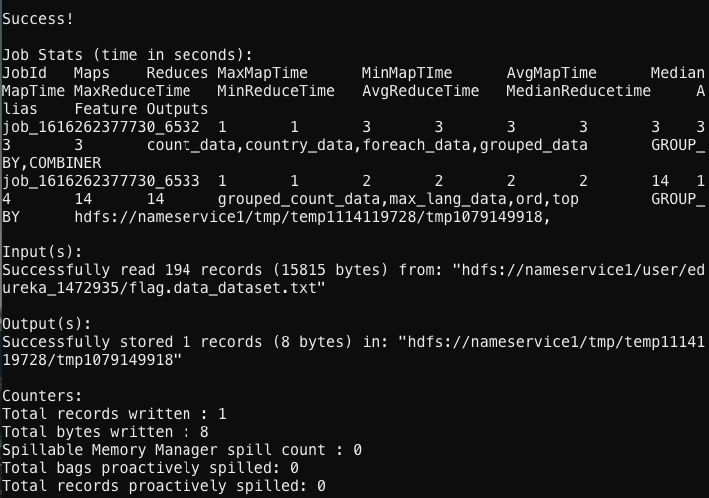 Success!
Job Stats (time in seconds):
JobId   Maps    Reduces MaxMapTime      MinMapTIme      AvgMapTime      Median
MapTime MaxReduceTime   MinReduceTime   AvgReduceTime   MedianReducetime     A
lias    Feature Outputs
job_1616262377730_6532  1       1       3       3       3       3       3    3
3       3       count_data,country_data,foreach_data,grouped_data       GROUP_
BY,COMBINER
job_1616262377730_6533  1       1       2       2       2       2       14   1
4       14      14      grouped_count_data,max_lang_data,ord,top        GROUP_
BY      hdfs://nameservice1/tmp/temp1114119728/tmp1079149918,
Input(s):
Successfully read 194 records (15815 bytes) from: "hdfs://nameservice1/user/ed
ureka_1472935/flag.data_dataset.txt"
Output(s):
Successfully stored 1 records (8 bytes) in: "hdfs://nameservice1/tmp/temp11141
19728/tmp1079149918"
Counters:
Total records written : 1
Total bytes written : 8
Spillable Memory Manager spill count : 0
Total bags proactively spilled: 0
Total records proactively spilled: 0